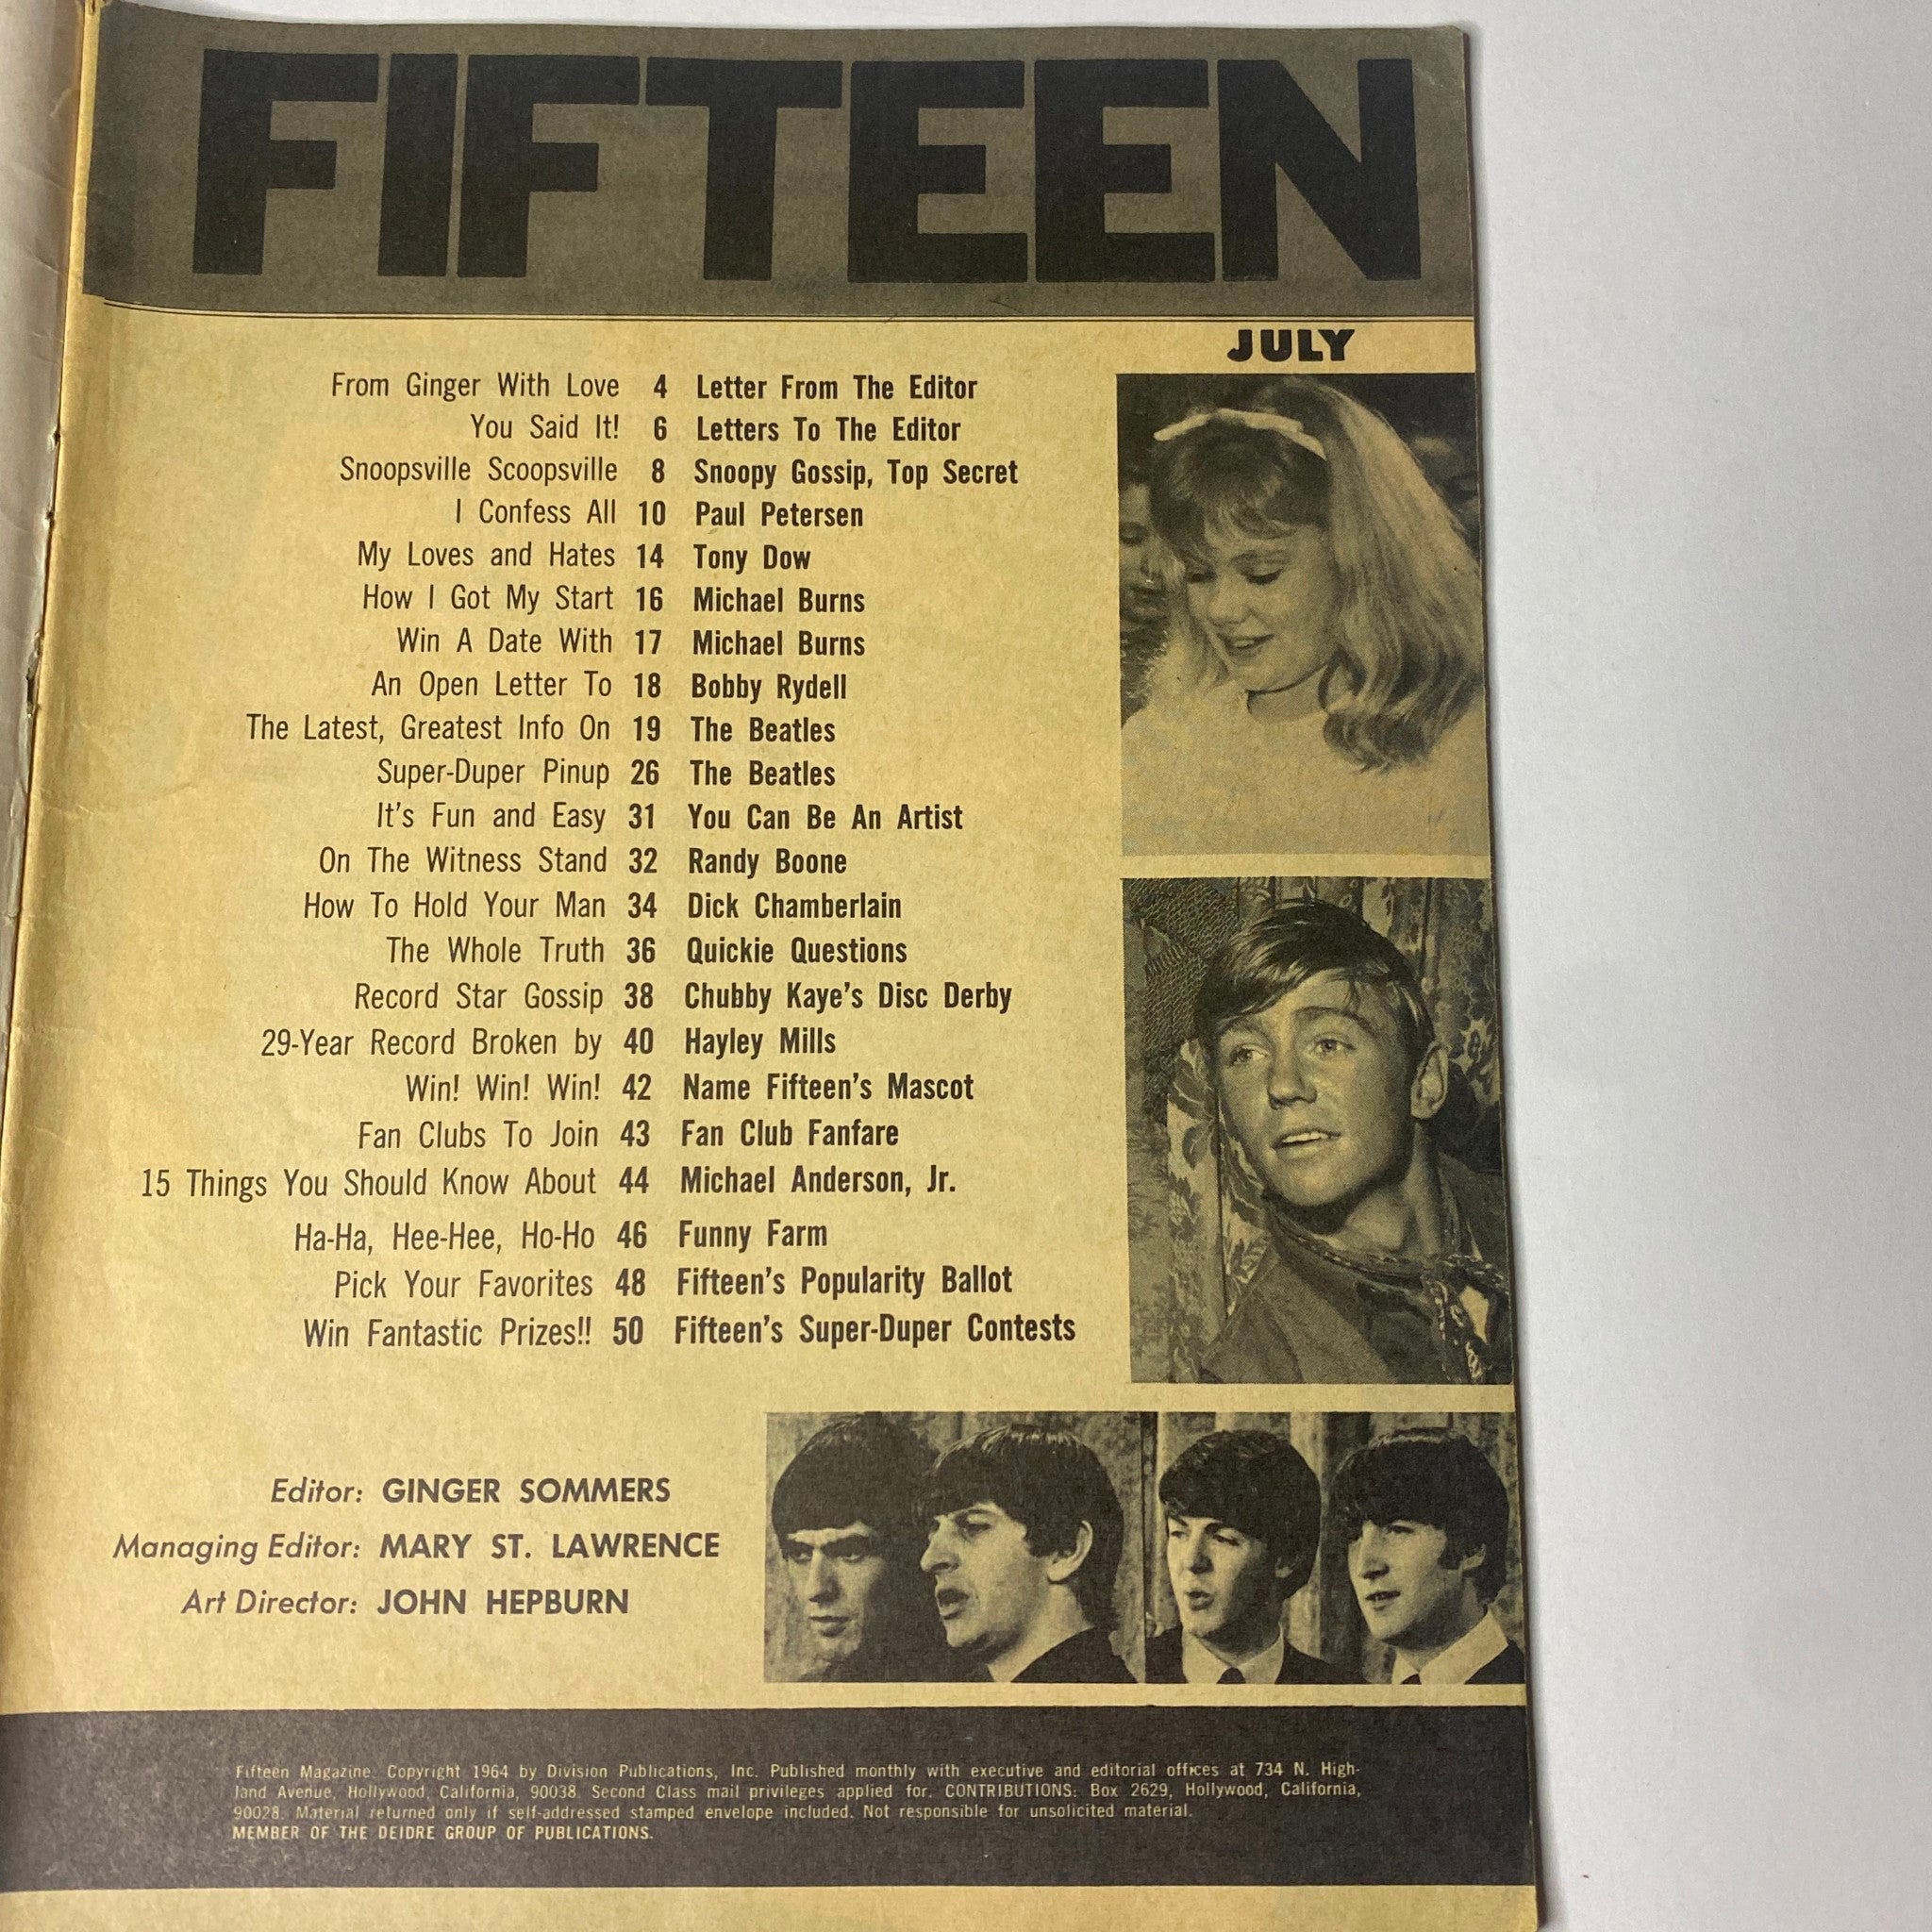 FIFTEEN
JULY
From Ginger With Love 4 Letter From The Editor
You Said It! 6 Letters To The Editor
Snoopsville Scoopsville 8 Snoopy Gossip, Top Secret
I Confess All 10 Paul Petersen
My Loves and Hates 14 Tony Dow
How I Got My Start 16 Michael Burns
Win A Date With 17 Michael Burns
An Open Letter To 18 Bobby Rydell
The Latest, Greatest Info On 19 The Beatles
Super-Duper Pinup 26 The Beatles
It's Fun and Easy 31 You Can Be An Artist
On The Witness Stand 32 Randy Boone
How To Hold Your Man 34 Dick Chamberlain
The Whole Truth 36 Quickie Questions
Record Star Gossip 38 Chubby Kaye's Disc Derby
29-Year Record Broken by 40 Hayley Mills
Win! Win! Win! 42 Name Fifteen's Mascot
Fan Clubs To Join 43 Fan Club Fanfare
15 Things You Should Know About 44 Michael Anderson, Jr.
Ha-Ha, Hee-Hee, Ho-Ho 46 Funny Farm
Pick Your Favorites 48 Fifteen's Popularity Ballot
Win Fantastic Prizes!! 50 Fifteen's Super-Duper Contests
Editor: GINGER SOMMERS
Managing Editor: MARY ST. LAWRENCE
Art Director: JOHN HEPBURN
Fifteen Magazine. Copyright 1964 by Division Publications, Inc. Published monthly with executive and editorial offices at 734 N. High-
land Avenue, Hollywood, California, 90038. Second Class mail privileges applied for. CONTRIBUTIONS: Box 2629, Hollywood, California,
90028. Material returned only if self-addressed stamped envelope included. Not responsible for unsolicited material.
MEMBER OF THE DEIDRE GROUP OF PUBLICATIONS.